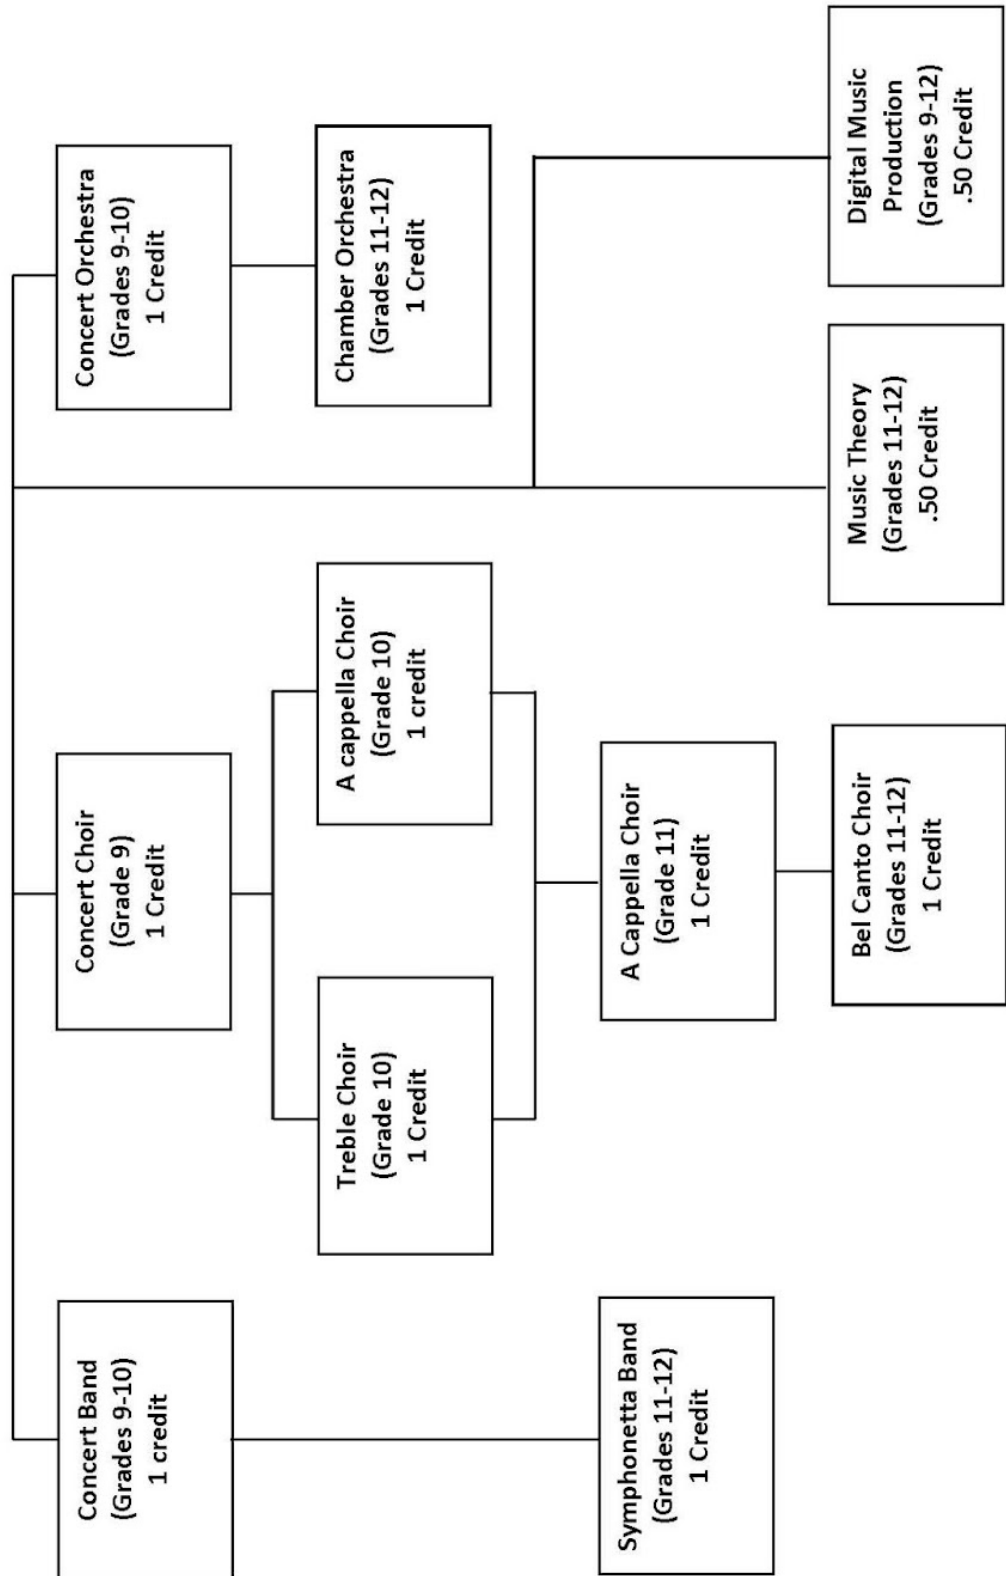 Concert Band
(Grades 9-10)
1 credit
Concert Choir
(Grade 9)
1 Credit
Concert Orchestra
(Grades 9-10)
1 Credit
Treble Choir
(Grade 10)
1 Credit
A cappella Choir
(Grade 10)
1 credit
Chamber Orchestra
(Grades 11-12)
1 Credit
Symphonetta Band
(Grades 11-12)
1 Credit
A Cappella Choir
(Grade 11)
1 Credit
Bel Canto Choir
(Grades 11-12)
1 Credit
Music Theory
(Grades 11-12)
.50 Credit
Digital Music
Production
(Grades 9-12)
.50 Credit